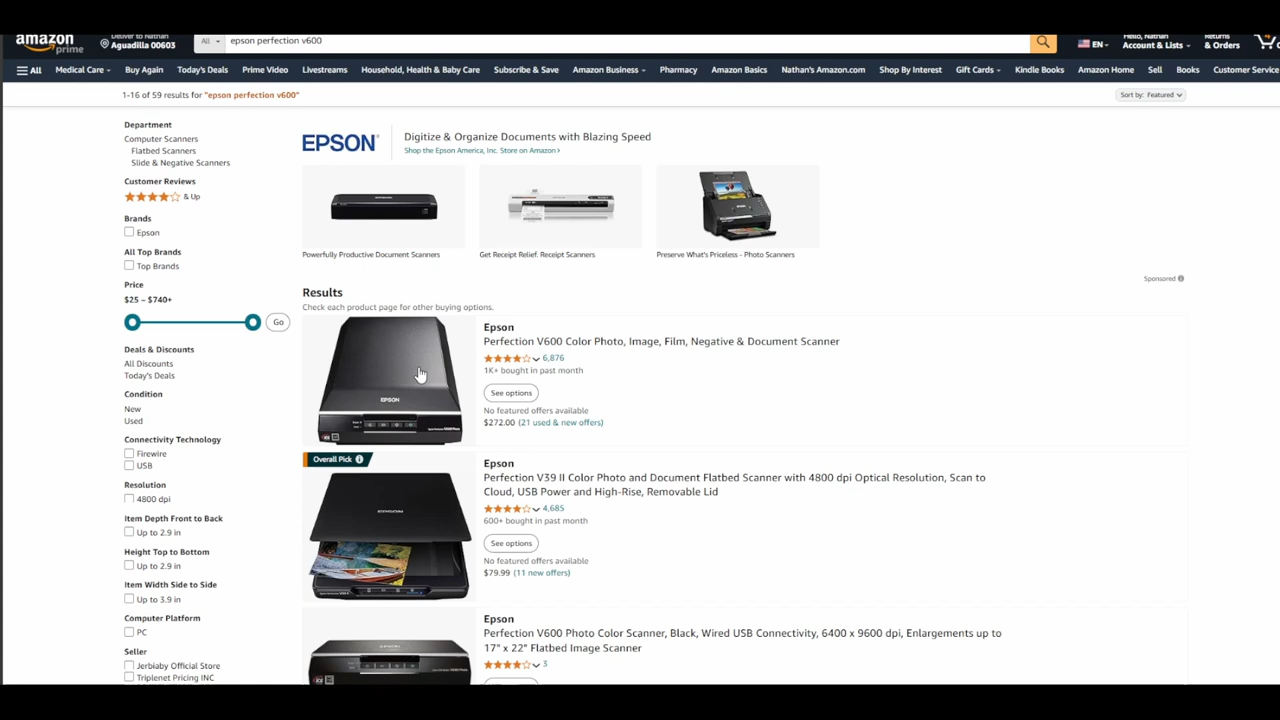 amazon
prime
Deliver to Nathan
Aguadilla 00603
All
epson perfection v600
EN
Hello, Nathan
Account & Lists
Returns
& Orders
All
Medical Care
Buy Again
Today's Deals
Prime Video
Livestreams
Household, Health & Baby Care
Subscribe & Save
Amazon Business
Pharmacy
Amazon Basics
Nathan's Amazon.com
Shop By Interest
Gift Cards
Kindle Books
Amazon Home
Sell
Books
Customer Service
1-16 of 59 results for "epson perfection v600"
Sort by: Featured
Department
Computer Scanners
Flatbed Scanners
Slide & Negative Scanners
Customer Reviews
& Up
Brands
Epson
All Top Brands
Top Brands
Price
$25 – $740+
Go
Deals & Discounts
All Discounts
Today's Deals
Condition
New
Used
Connectivity Technology
Firewire
USB
Resolution
4800 dpi
Item Depth Front to Back
Up to 2.9 in
Height Top to Bottom
Up to 2.9 in
Item Width Side to Side
Up to 3.9 in
Computer Platform
PC
Seller
Jerbiaby Official Store
Triplenet Pricing INC
EPSON
Digitize & Organize Documents with Blazing Speed
Shop the Epson America, Inc. Store on Amazon ›
Powerfully Productive Document Scanners
Get Receipt Relief. Receipt Scanners
Preserve What's Priceless - Photo Scanners
Sponsored
Results
Check each product page for other buying options.
EPSON
Epson
Perfection V600 Color Photo, Image, Film, Negative & Document Scanner
6,876
1K+ bought in past month
See options
No featured offers available
$272.00 (21 used & new offers)
Overall Pick
EPSON
Epson
Perfection V39 II Color Photo and Document Flatbed Scanner with 4800 dpi Optical Resolution, Scan to
Cloud, USB Power and High-Rise, Removable Lid
4,685
600+ bought in past month
See options
No featured offers available
$79.99 (11 new offers)
EPSON
Epson
Perfection V600 Photo Color Scanner, Black, Wired USB Connectivity, 6400 x 9600 dpi, Enlargements up to
17" x 22" Flatbed Image Scanner
3